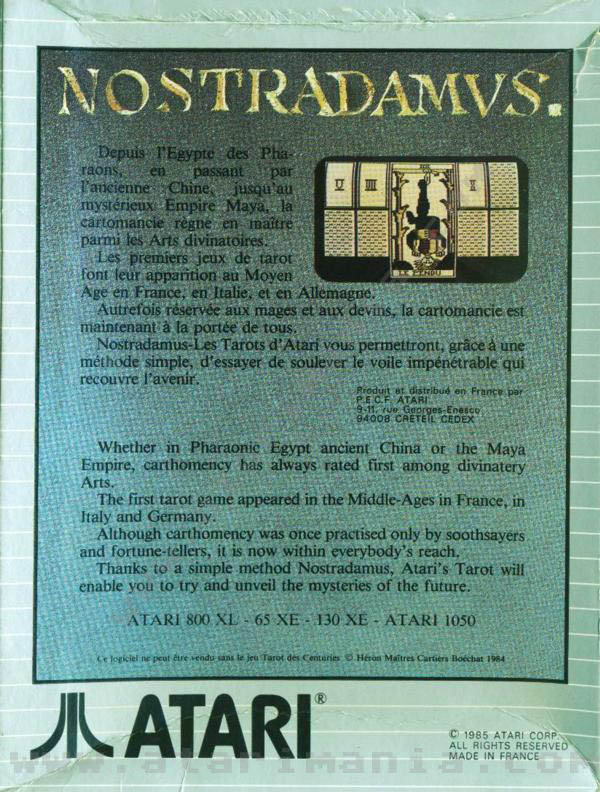 NOSTRADAMVS.
Depuis l'Egypte des Pha-
raons, en passant par
l'ancienne Chine, jusqu'au
mystérieux Empire Maya, la
cartomancie règne en maître
parmi les Arts divinatoires.
Les premiers jeux de tarot
font leur apparition au Moyen
Age en France, en Italie, et en Allemagne.
Autrefois réservée aux mages et aux devins, la cartomancie est
maintenant à la portée de tous.
Nostradamus-Les Tarots d'Atari vous permettront, grâce à une
méthode simple, d'essayer de soulever le voile impénétrable qui
recouvre l'avenir.
V IIII X
LE PENDU
Produit et distribué en France par
P.E.C.F. ATARI
9-11, rue Georges-Enesco
94008 CRETEIL CEDEX
Whether in Pharaonic Egypt ancient China or the Maya
Empire, carthomency has always rated first among divinatery
Arts.
The first tarot game appeared in the Middle-Ages in France, in
Italy and Germany.
Although carthomency was once practised only by soothsayers
and fortune-tellers, it is now within everybody's reach.
Thanks to a simple method Nostradamus, Atari's Tarot will
enable you to try and unveil the mysteries of the future.
ATARI 800 XL - 65 XE - 130 XE - ATARI 1050
Ce logiciel ne peut être vendu sans le jeu Tarot des Centuries © Héron Maîtres Cartiers Boéchat 1984
ATARI®
© 1985 ATARI CORP.
ALL RIGHTS RESERVED
MADE IN FRANCE
www.atarimania.com